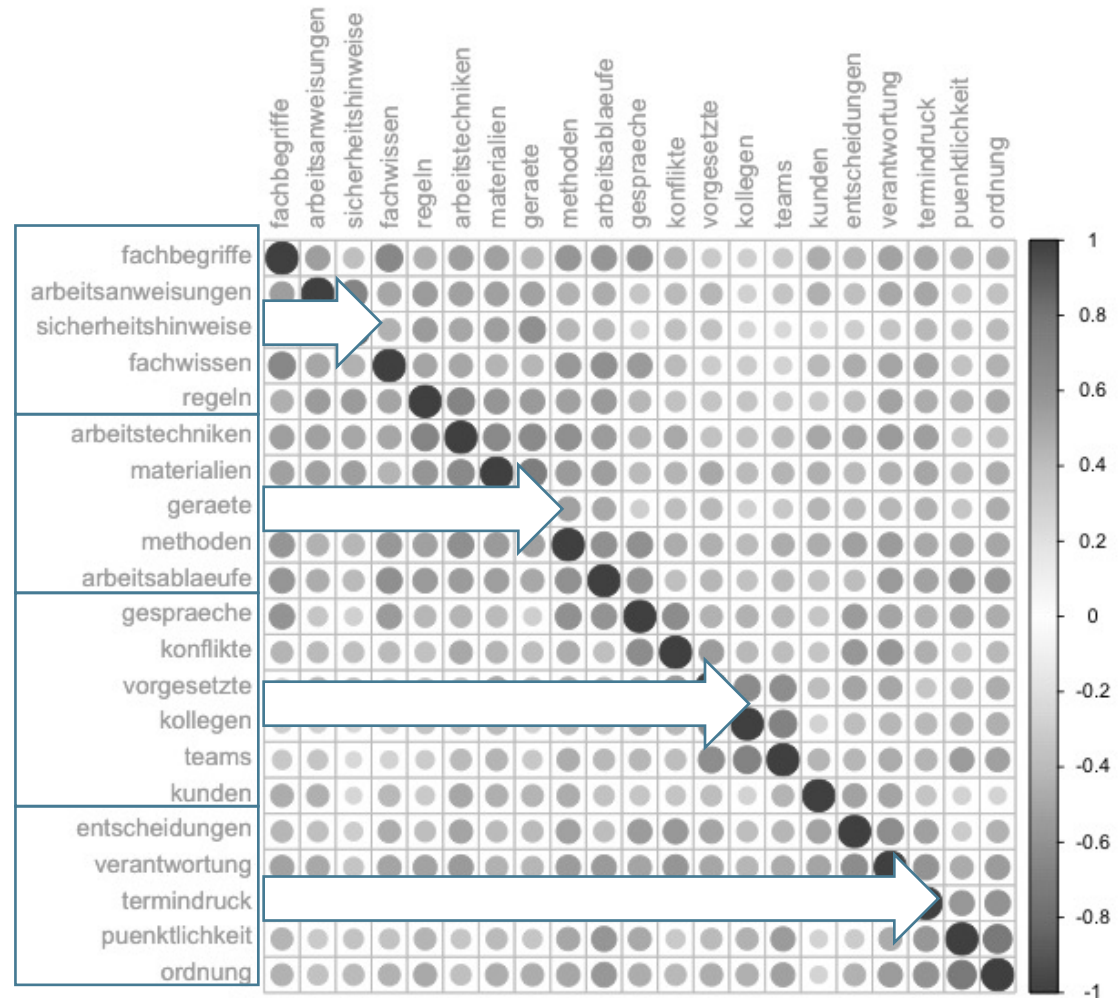 fachbegriffe
arbeitsanweisungen
sicherheitshinweise
fachwissen
regeln
arbeitstechniken
materialien
geraete
methoden
arbeitsablaeufe
gespraeche
konflikte
vorgesetzte
kollegen
teams
kunden
entscheidungen
verantwortung
termindruck
puenktlichkeit
ordnung
fachbegriffe
arbeitsanweisungen
sicherheitshinweise
fachwissen
regeln
arbeitstechniken
materialien
geraete
methoden
arbeitsablaeufe
gespraeche
konflikte
vorgesetzte
kollegen
teams
kunden
entscheidungen
verantwortung
termindruck
puenktlichkeit
ordnung
1
0.8
0.6
0.4
0.2
0
-0.2
-0.4
-0.6
-0.8
-1